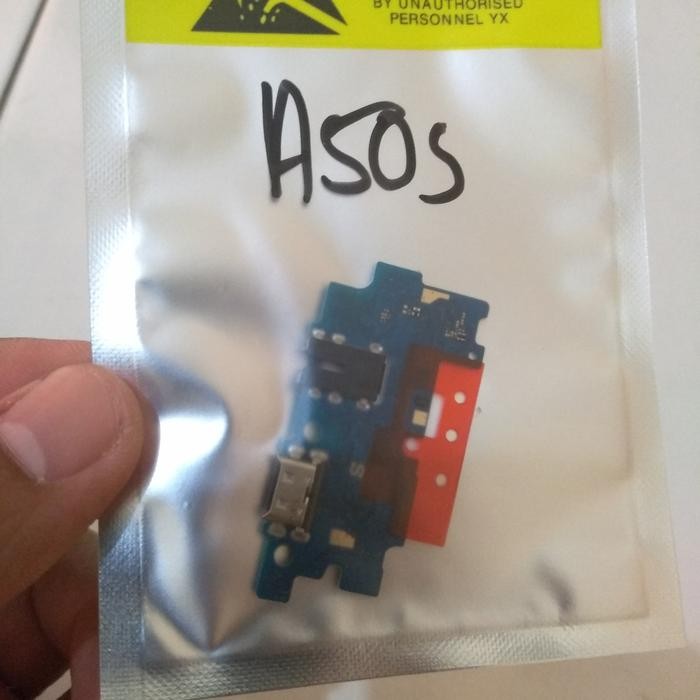 BY UNAUTHORISED
PERSONNEL YX
A50s
S